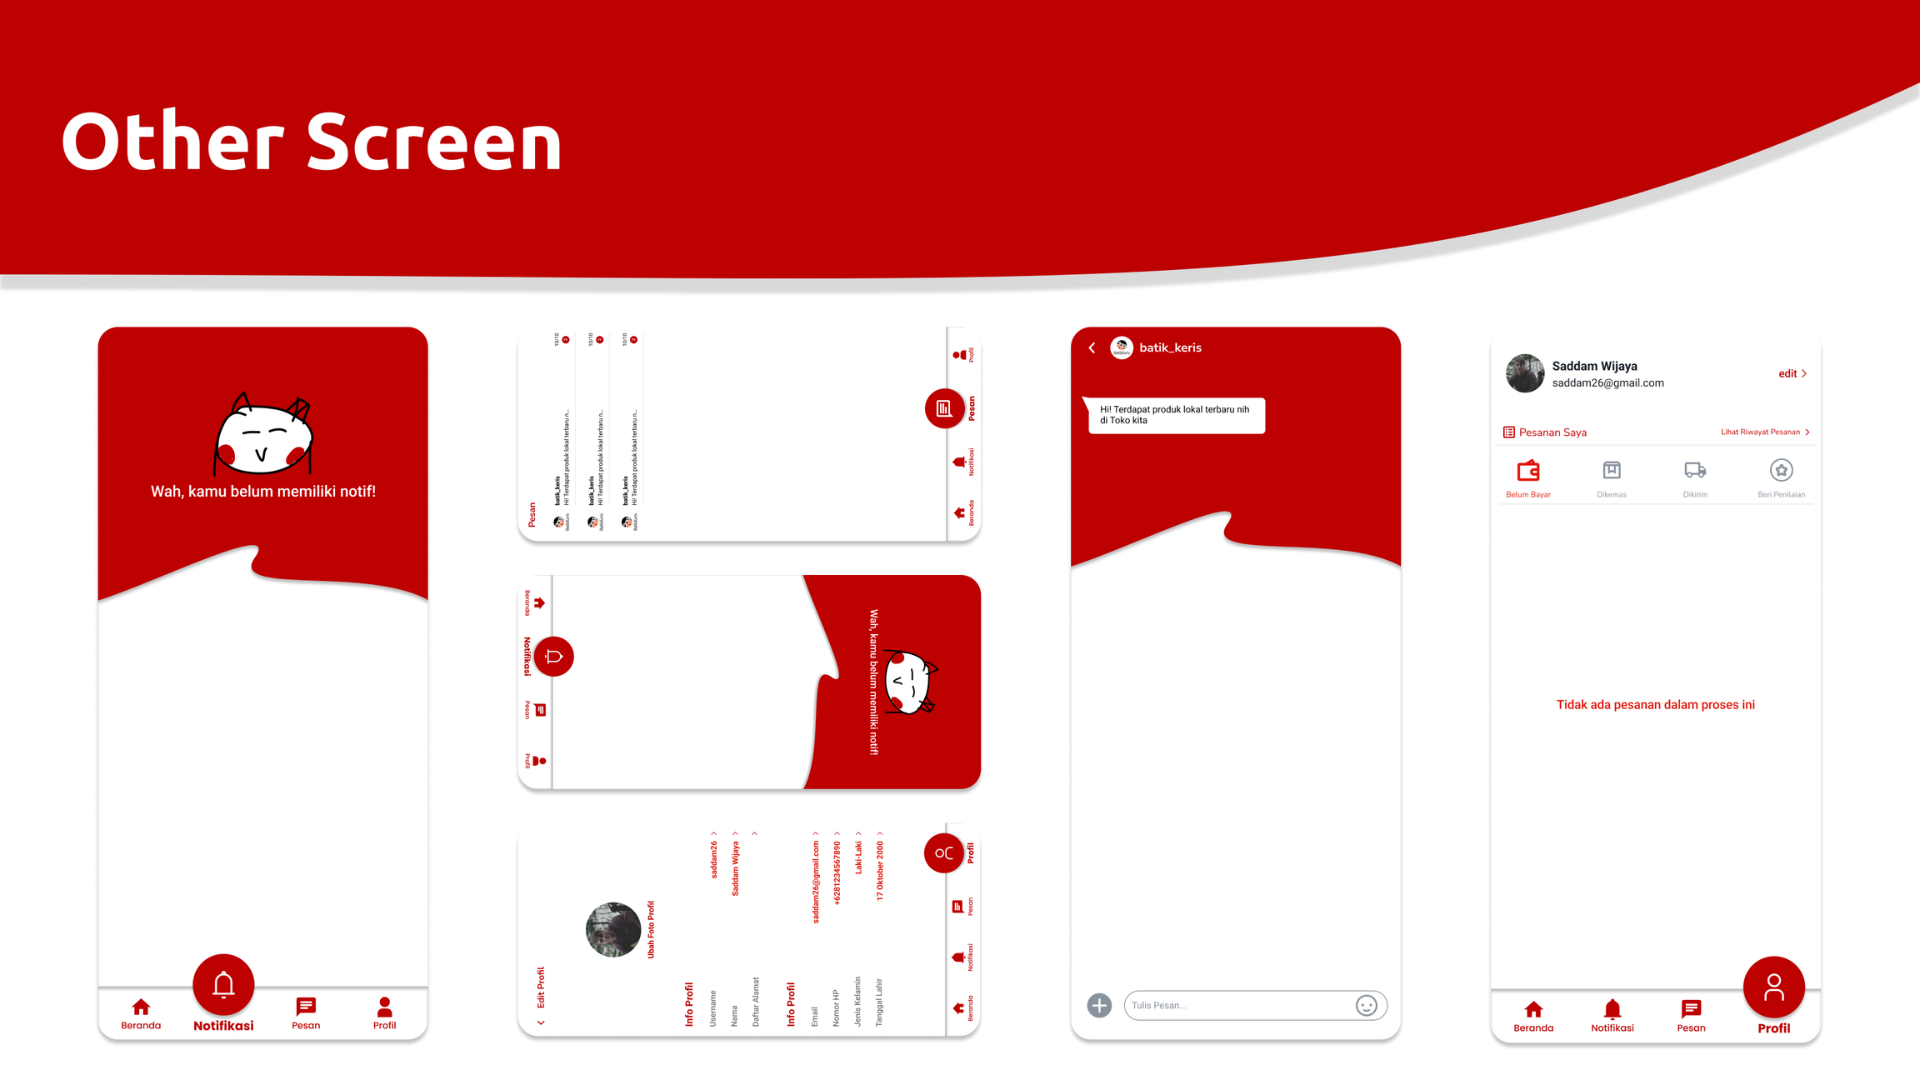 Other Screen
Wah, kamu belum memiliki notif!
Beranda
Notifikasi
Pesan
Profil
Pesan
batik_keris
Hi! Terdapat produk lokal terbaru n...
10/10
batik_keris
Hi! Terdapat produk lokal terbaru n...
10/10
batik_keris
Hi! Terdapat produk lokal terbaru n...
10/10
Beranda
Notifikasi
Pesan
Profil
Wah, kamu belum memiliki notif!
Beranda
Notifikasi
Pesan
Profil
Edit Profil
Ubah Foto Profil
Info Profil
Username saddam26
Nama Saddam Wijaya
Daftar Alamat
Info Profil
Email saddam26@gmail.com
Nomor HP +6281234567890
Jenis Kelamin Laki-Laki
Tanggal Lahir 17 Oktober 2000
Beranda
Notifikasi
Pesan
Profil
batik_keris
Hi! Terdapat produk lokal terbaru nih
di Toko kita
Tulis Pesan...
Saddam Wijaya
saddam26@gmail.com
edit
Pesanan Saya
Lihat Riwayat Pesanan
Belum Bayar
Dikemas
Dikirim
Beri Penilaian
Tidak ada pesanan dalam proses ini
Beranda
Notifikasi
Pesan
Profil